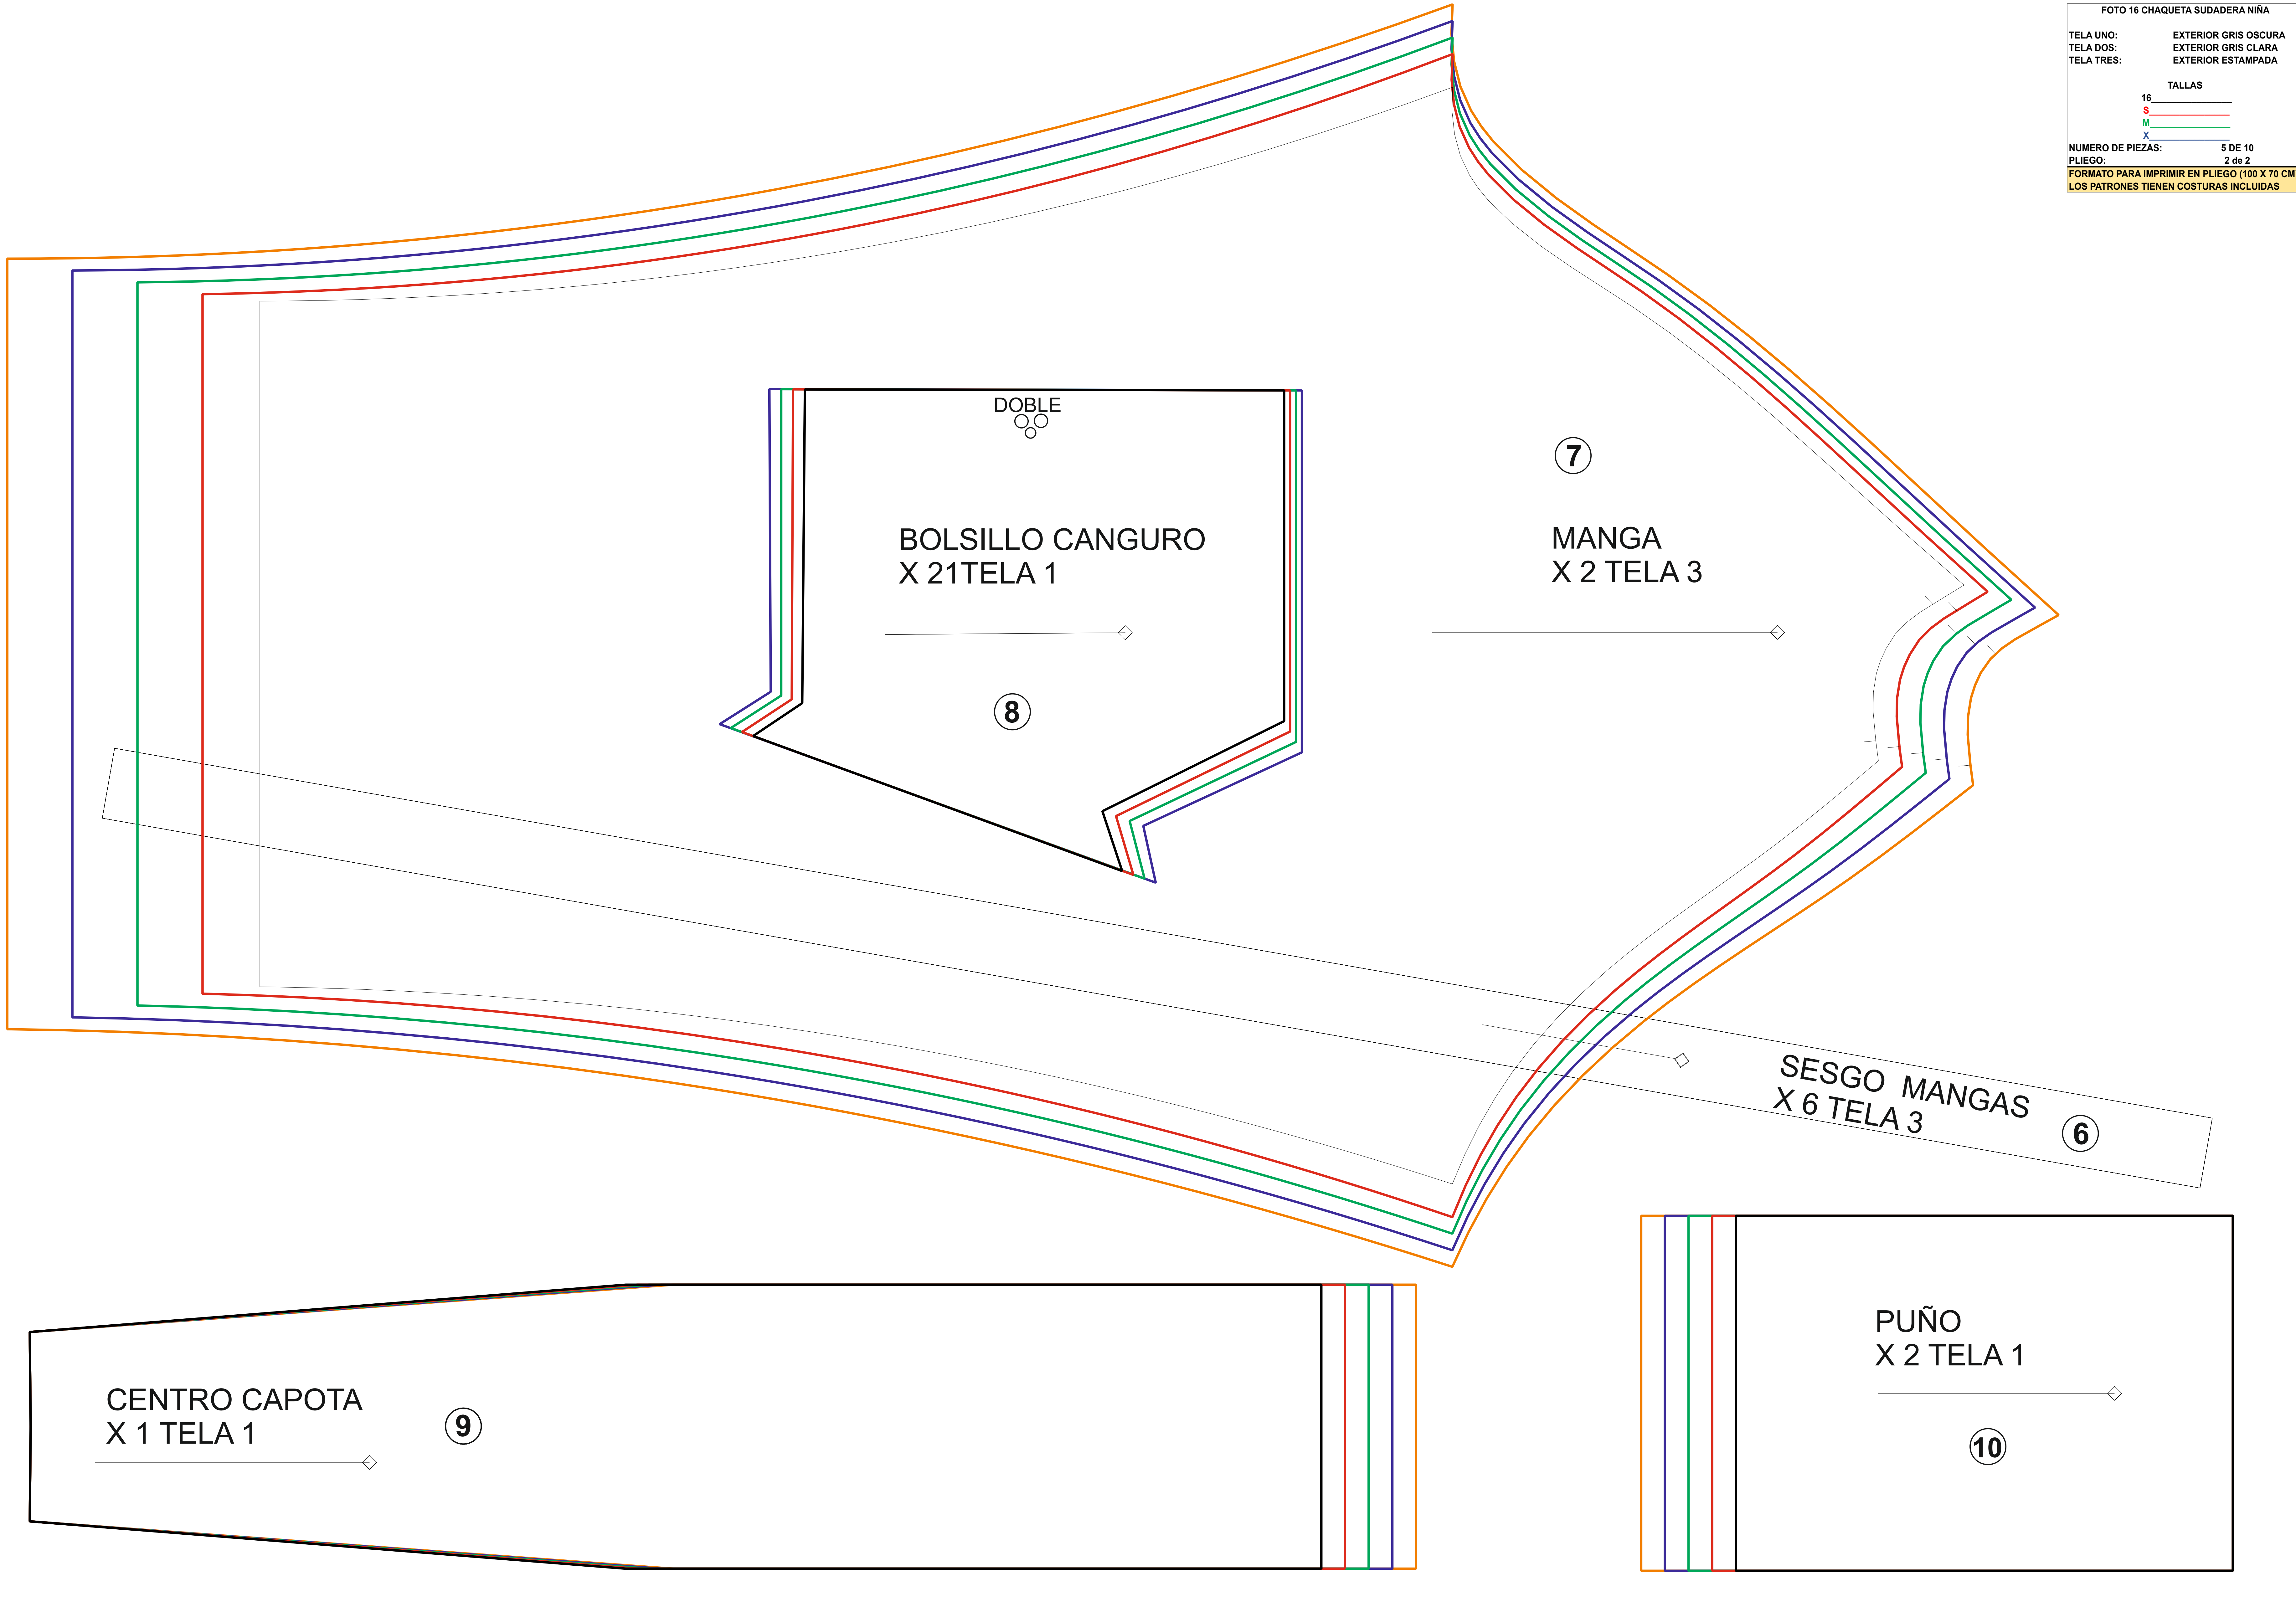 FOTO 16 CHAQUETA SUDADERA NIÑA
TELA UNO: EXTERIOR GRIS OSCURA
TELA DOS: EXTERIOR GRIS CLARA
TELA TRES: EXTERIOR ESTAMPADA
TALLAS
16
S
M
X
NUMERO DE PIEZAS: 5 DE 10
PLIEGO: 2 de 2
FORMATO PARA IMPRIMIR EN PLIEGO (100 X 70 CM
LOS PATRONES TIENEN COSTURAS INCLUIDAS
DOBLE
BOLSILLO CANGURO
X 21TELA 1
8
7
MANGA
X 2 TELA 3
SESGO MANGAS
X 6 TELA 3
6
CENTRO CAPOTA
X 1 TELA 1
9
PUÑO
X 2 TELA 1
10